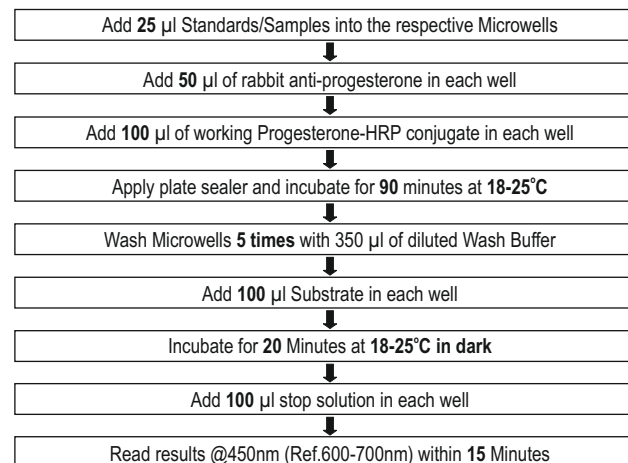 Add 25 µl Standards/Samples into the respective Microwells
Add 50 µl of rabbit anti-progesterone in each well
Add 100 µl of working Progesterone-HRP conjugate in each well
Apply plate sealer and incubate for 90 minutes at 18-25°C
Wash Microwells 5 times with 350 µl of diluted Wash Buffer
Add 100 µl Substrate in each well
Incubate for 20 Minutes at 18-25°C in dark
Add 100 µl stop solution in each well
Read results @450nm (Ref.600-700nm) within 15 Minutes